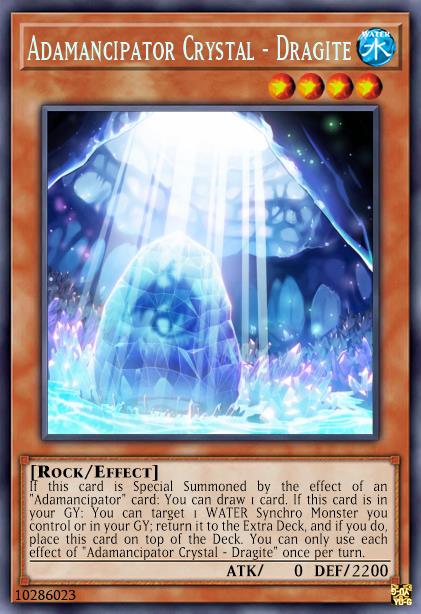 Adamancipator Crystal - Dragite
WATER
水
[Rock/Effect]
If this card is Special Summoned by the effect of an
"Adamancipator" card: You can draw 1 card. If this card is in
your GY: You can target 1 WATER Synchro Monster you
control or in your GY; return it to the Extra Deck, and if you do,
place this card on top of the Deck. You can only use each
effect of "Adamancipator Crystal - Dragite" once per turn.
ATK/ 0 DEF/2200
10286023